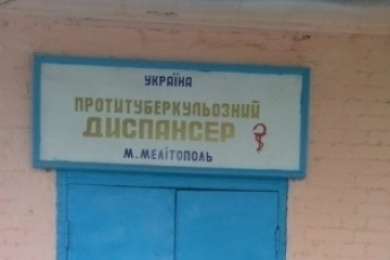 УКРАЇНА
ПРОТИТУБЕРКУЛЬОЗНИЙ
ДИСПАНСЕР
М.МЕЛІТОПОЛЬ